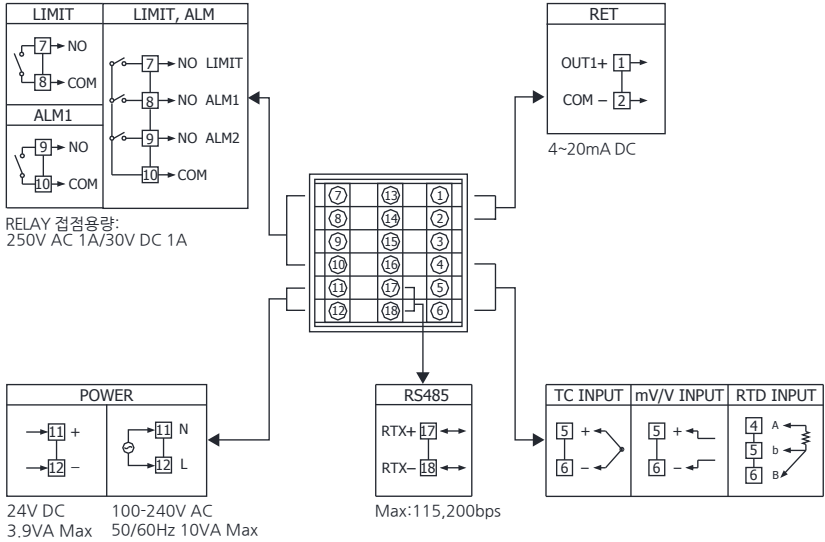 LIMIT
7 NO
8 COM
ALM1
9 NO
10 COM
LIMIT, ALM
7 NO LIMIT
8 NO ALM1
9 NO ALM2
10 COM
RELAY 접점용량:
250V AC 1A/30V DC 1A
RET
OUT1+ 1
COM − 2
4~20mA DC
7 13 1
8 14 2
9 15 3
10 16 4
11 17 5
12 18 6
POWER
11 +
12 −
11 N
12 L
24V DC
3.9VA Max
100-240V AC
50/60Hz 10VA Max
RS485
RTX+ 17
RTX− 18
Max:115,200bps
TC INPUT
5 +
6 −
mV/V INPUT
5 +
6 −
RTD INPUT
4 A
5 b
6 B